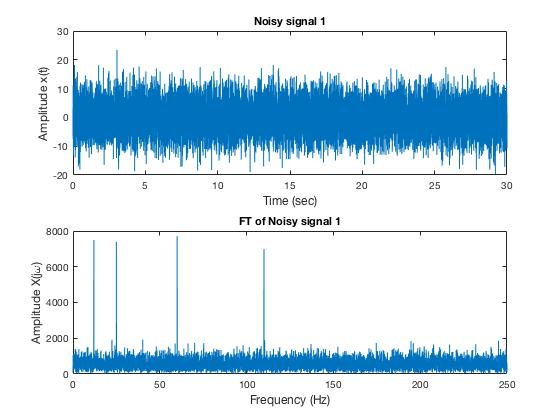 Noisy signal 1
30
20
10
0
-10
-20
Amplitude x(t)
0 5 10 15 20 25 30
Time (sec)
FT of Noisy signal 1
8000
6000
4000
2000
0
Amplitude X(jω)
0 50 100 150 200 250
Frequency (Hz)